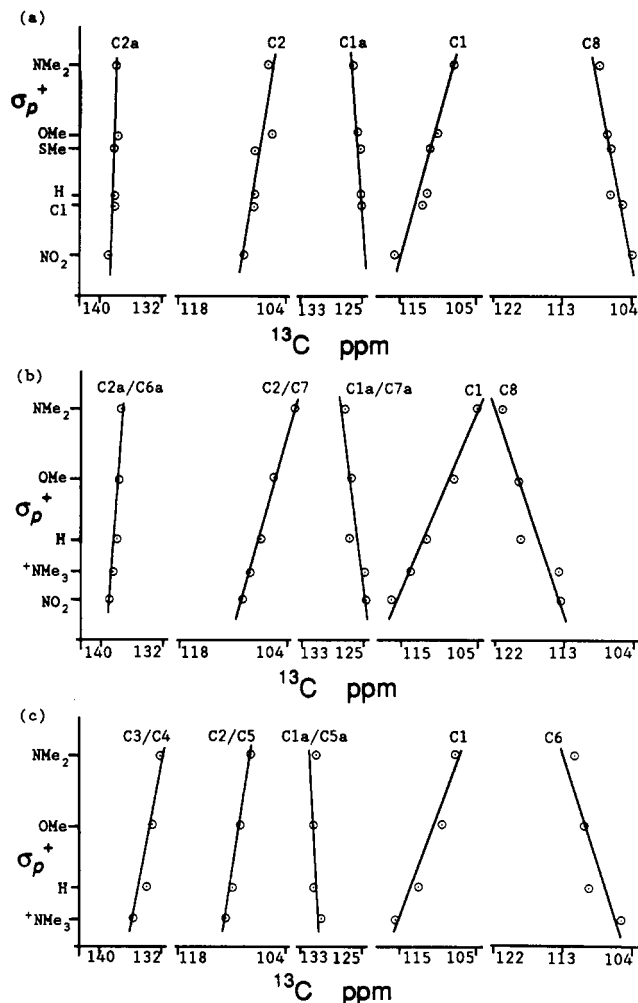 (a)
C2a C2 C1a C1 C8
NMe₂
σₚ⁺
OMe
SMe
H
Cl
NO₂
140 132 118 104 133 125 115 105 122 113 104
¹³C ppm
(b)
C2a/C6a C2/C7 C1a/C7a C1 C8
NMe₂
OMe
σₚ⁺
H
⁺NMe₃
NO₂
140 132 118 104 133 125 115 105 122 113 104
¹³C ppm
(c)
C3/C4 C2/C5 C1a/C5a C1 C6
NMe₂
OMe
σₚ⁺
H
⁺NMe₃
140 132 118 104 133 125 115 105 122 113 104
¹³C ppm